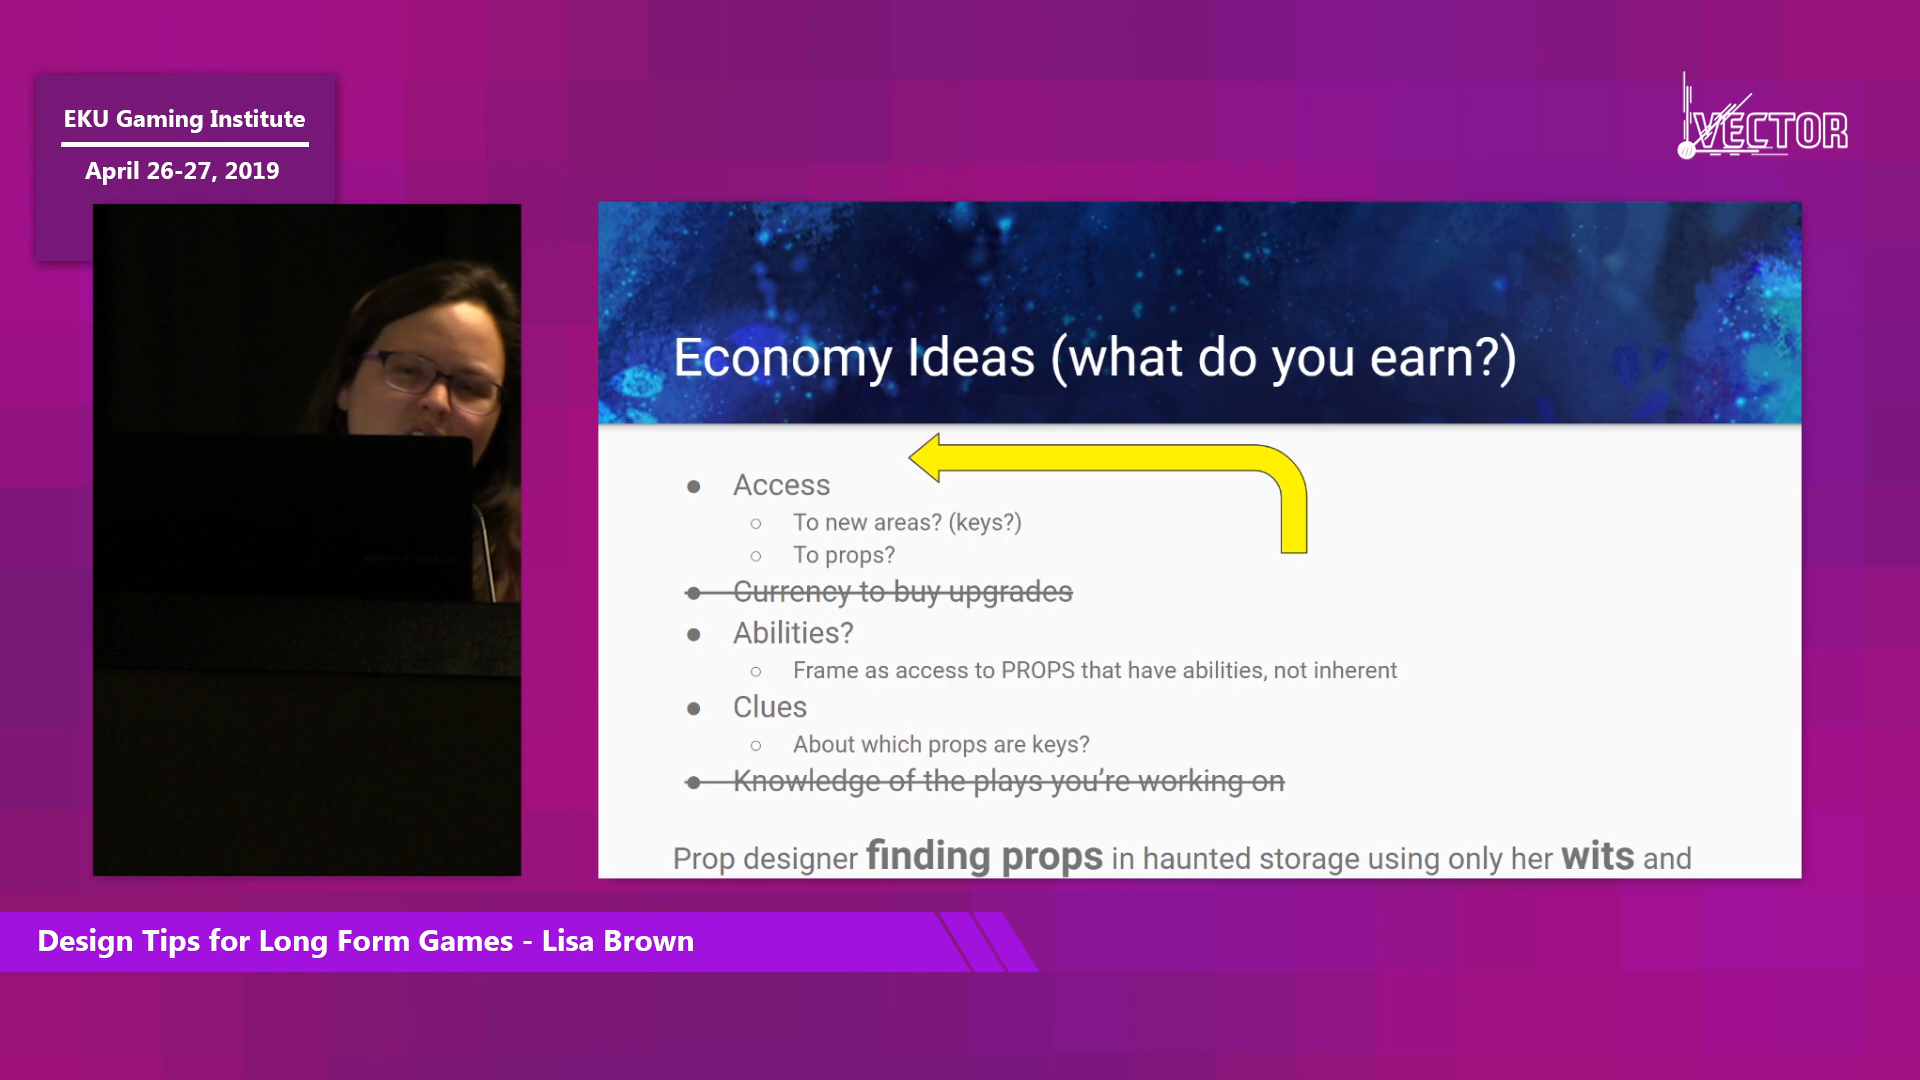 EKU Gaming Institute
April 26-27, 2019
VECTOR
Economy Ideas (what do you earn?)
● Access
○ To new areas? (keys?)
○ To props?
● Currency to buy upgrades
● Abilities?
○ Frame as access to PROPS that have abilities, not inherent
● Clues
○ About which props are keys?
● Knowledge of the plays you’re working on
Prop designer finding props in haunted storage using only her wits and
Design Tips for Long Form Games - Lisa Brown